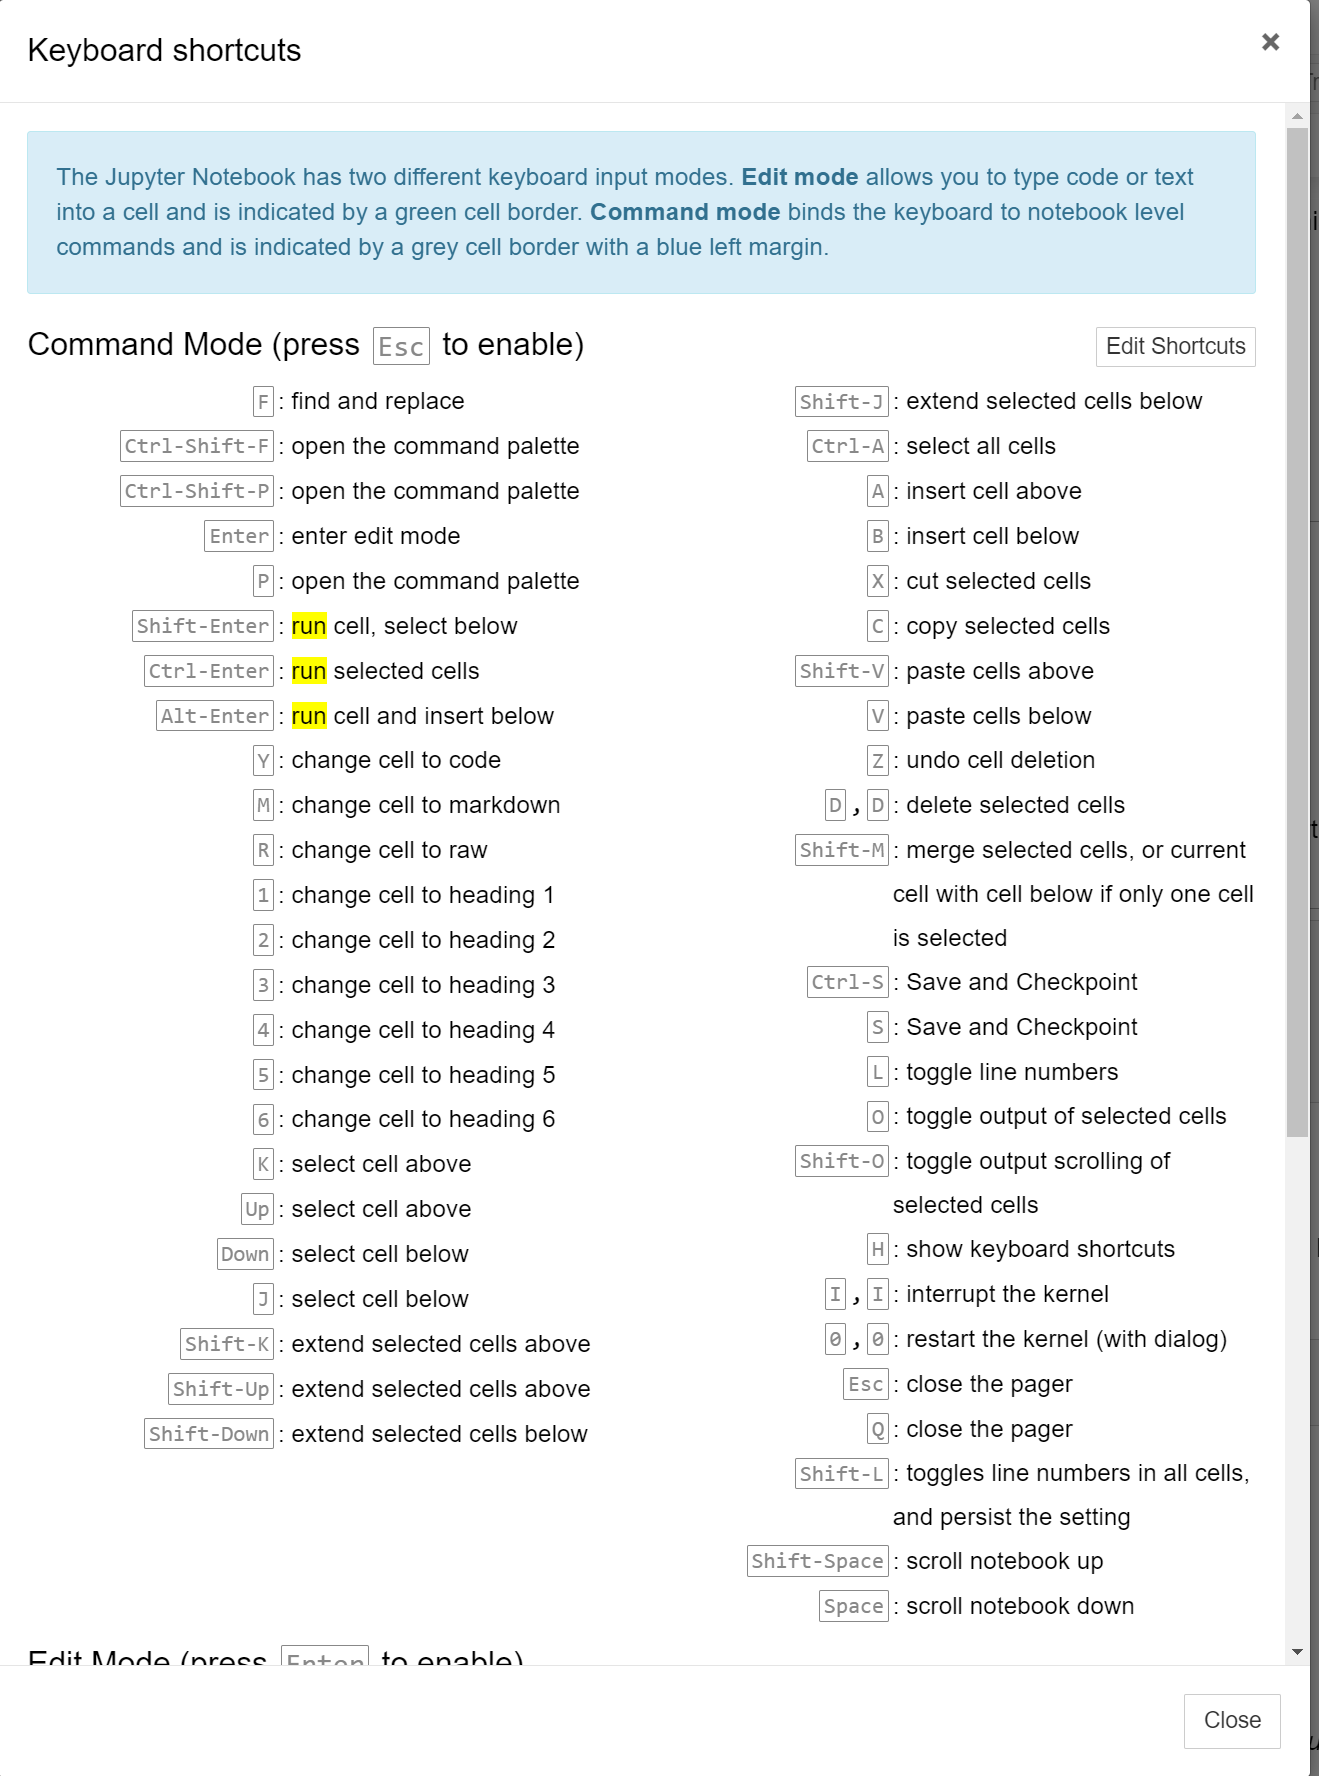 Keyboard shortcuts
×
The Jupyter Notebook has two different keyboard input modes. Edit mode allows you to type code or text
into a cell and is indicated by a green cell border. Command mode binds the keyboard to notebook level
commands and is indicated by a grey cell border with a blue left margin.
Command Mode (press Esc to enable)
Edit Shortcuts
F : find and replace
Ctrl-Shift-F : open the command palette
Ctrl-Shift-P : open the command palette
Enter : enter edit mode
P : open the command palette
Shift-Enter : run cell, select below
Ctrl-Enter : run selected cells
Alt-Enter : run cell and insert below
Y : change cell to code
M : change cell to markdown
R : change cell to raw
1 : change cell to heading 1
2 : change cell to heading 2
3 : change cell to heading 3
4 : change cell to heading 4
5 : change cell to heading 5
6 : change cell to heading 6
K : select cell above
Up : select cell above
Down : select cell below
J : select cell below
Shift-K : extend selected cells above
Shift-Up : extend selected cells above
Shift-Down : extend selected cells below
Shift-J : extend selected cells below
Ctrl-A : select all cells
A : insert cell above
B : insert cell below
X : cut selected cells
C : copy selected cells
Shift-V : paste cells above
V : paste cells below
Z : undo cell deletion
D , D : delete selected cells
Shift-M : merge selected cells, or current
cell with cell below if only one cell
is selected
Ctrl-S : Save and Checkpoint
S : Save and Checkpoint
L : toggle line numbers
O : toggle output of selected cells
Shift-O : toggle output scrolling of
selected cells
H : show keyboard shortcuts
I , I : interrupt the kernel
0 , 0 : restart the kernel (with dialog)
Esc : close the pager
Q : close the pager
Shift-L : toggles line numbers in all cells,
and persist the setting
Shift-Space : scroll notebook up
Space : scroll notebook down
Edit Mode (press Enter to enable)
Close